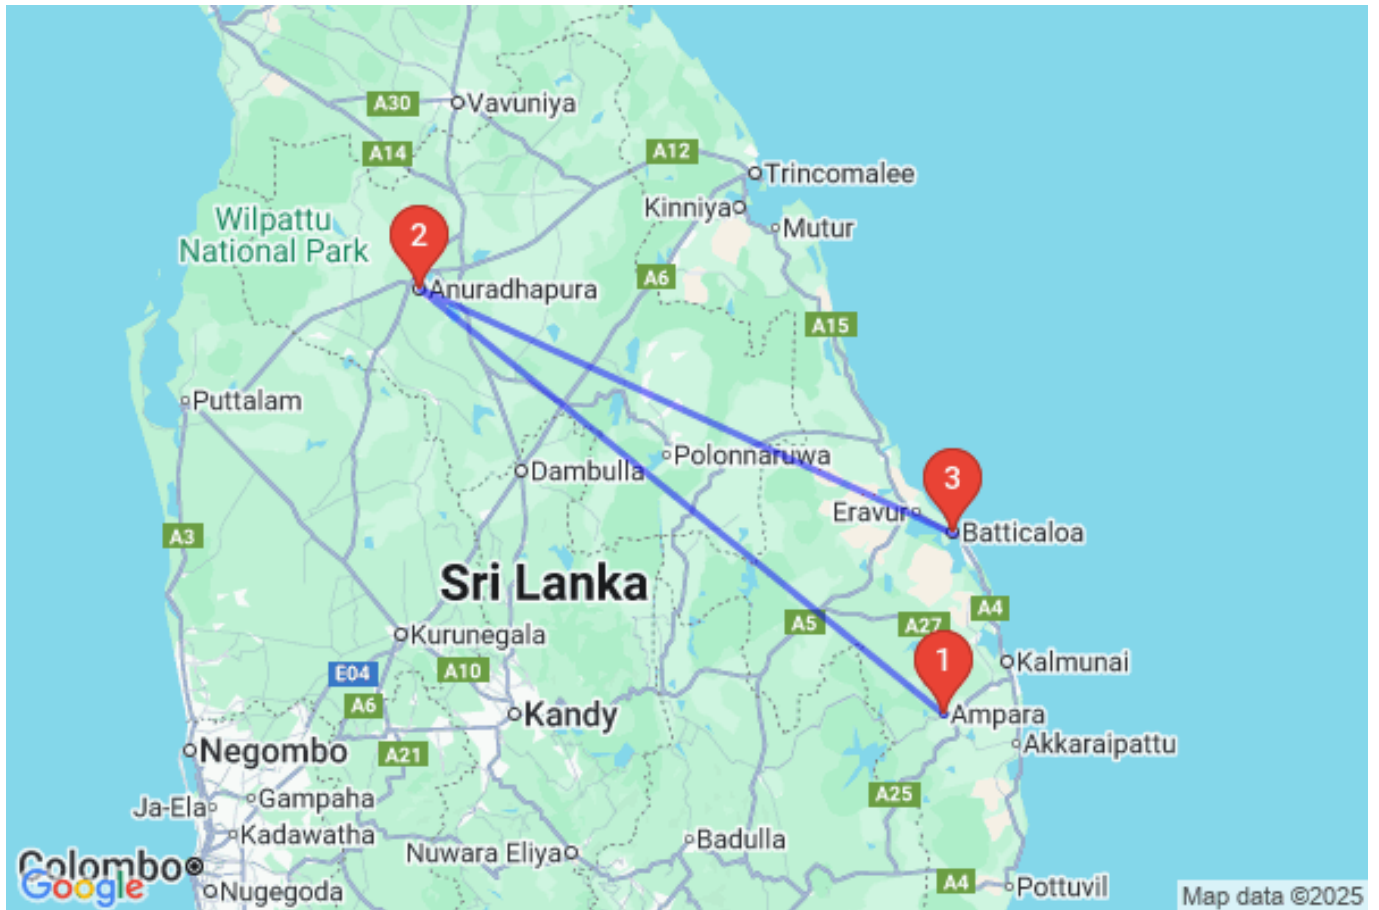 A30
Vavuniya
A14
A12
Trincomalee
Kinniya
Mutur
Wilpattu
National Park
2
Anuradhapura
A6
A15
Puttalam
Polonnaruwa
Dambulla
3
Eravur
Batticaloa
A3
Sri Lanka
A4
A5
A27
Kurunegala
1
Kalmunai
E04
A10
A6
Kandy
Ampara
Akkaraipattu
Negombo
A21
A25
Gampaha
Ja-Ela
Kadawatha
Badulla
Nuwara Eliya
Colombo
Google
Nugegoda
A4
Pottuvil
Map data ©2025